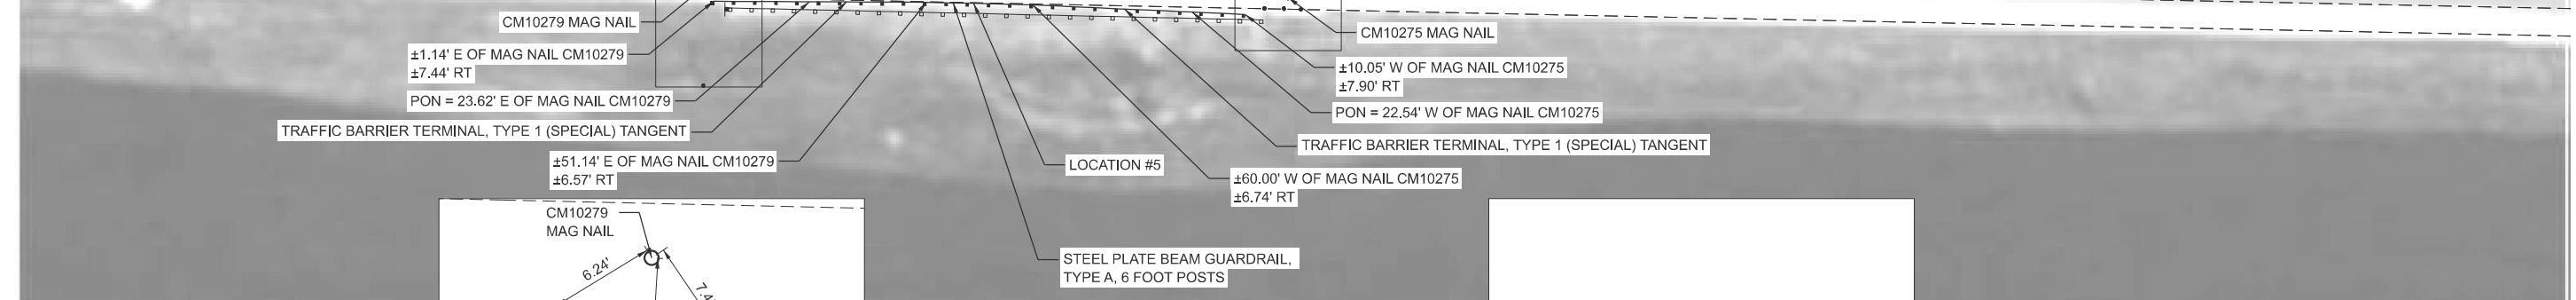 CM10279 MAG NAIL
±1.14' E OF MAG NAIL CM10279
±7.44' RT
PON = 23.62' E OF MAG NAIL CM10279
TRAFFIC BARRIER TERMINAL, TYPE 1 (SPECIAL) TANGENT
±51.14' E OF MAG NAIL CM10279
±6.57' RT
CM10275 MAG NAIL
±10.05' W OF MAG NAIL CM10275
±7.90' RT
PON = 22.54' W OF MAG NAIL CM10275
TRAFFIC BARRIER TERMINAL, TYPE 1 (SPECIAL) TANGENT
LOCATION #5
±60.00' W OF MAG NAIL CM10275
±6.74' RT
STEEL PLATE BEAM GUARDRAIL,
TYPE A, 6 FOOT POSTS
CM10279
MAG NAIL
6.24'